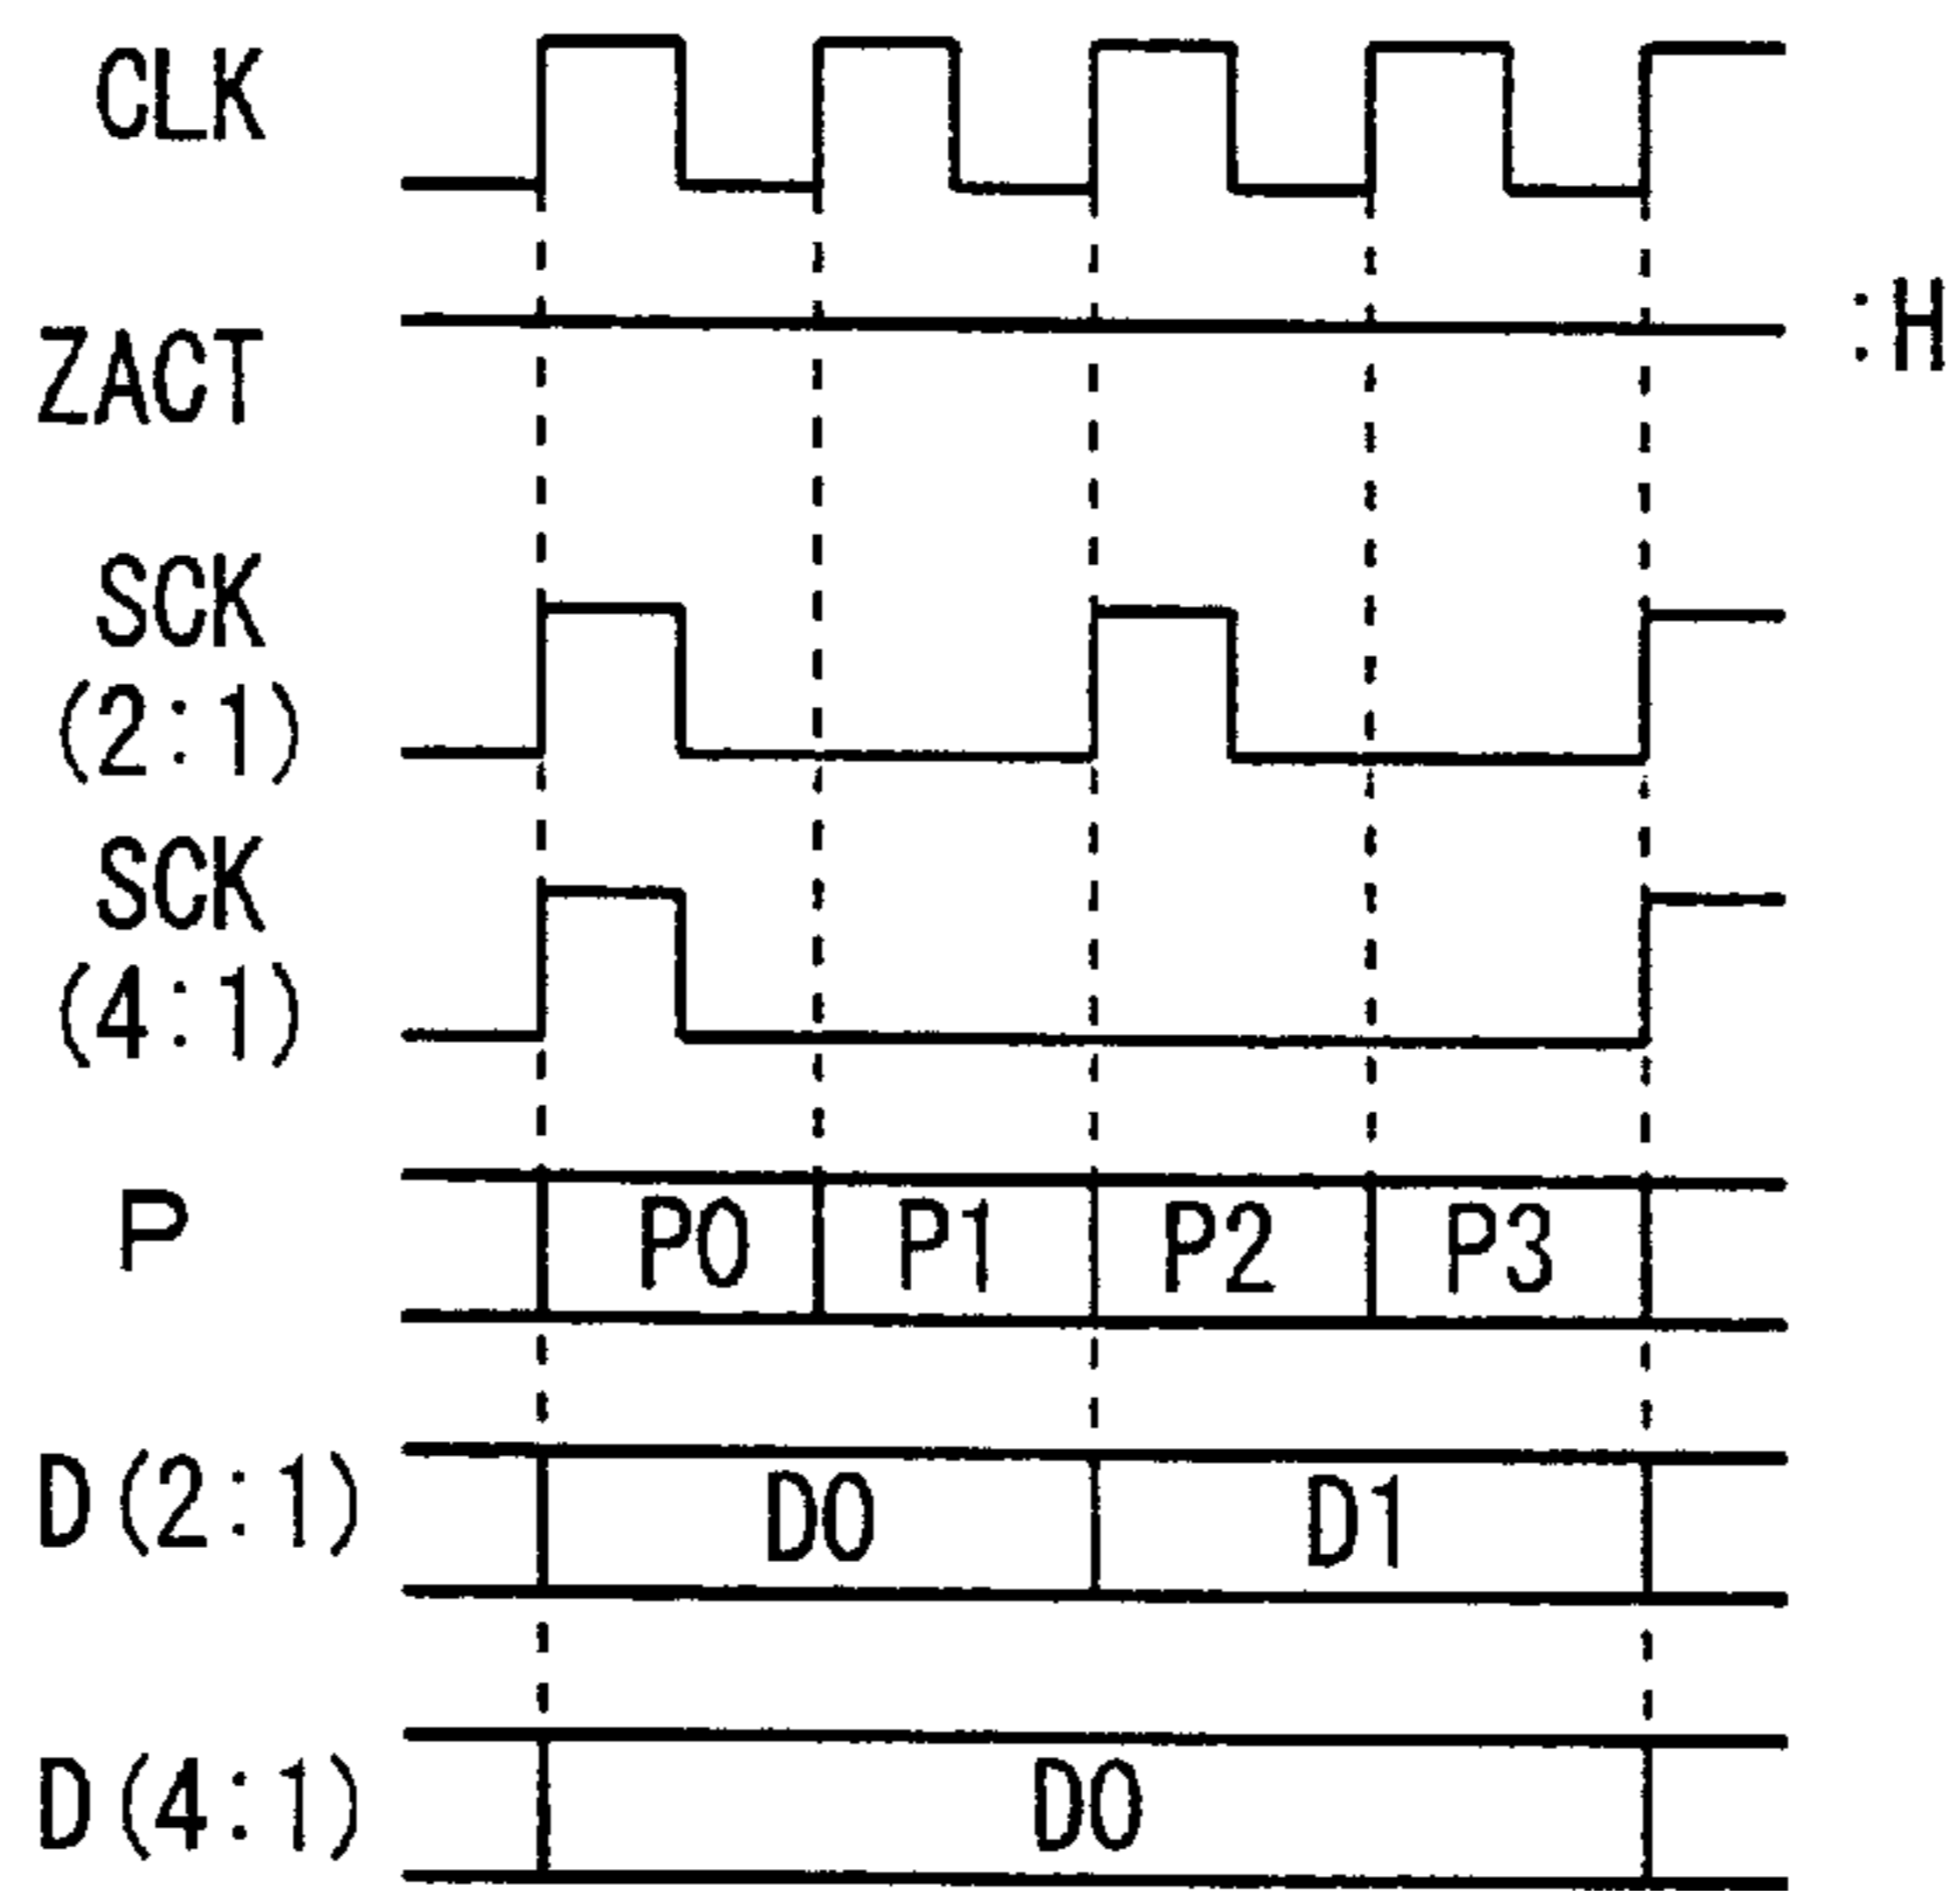 CLK
ZACT
:H
SCK
(2:1)
SCK
(4:1)
P
P0
P1
P2
P3
D(2:1)
D0
D1
D(4:1)
D0